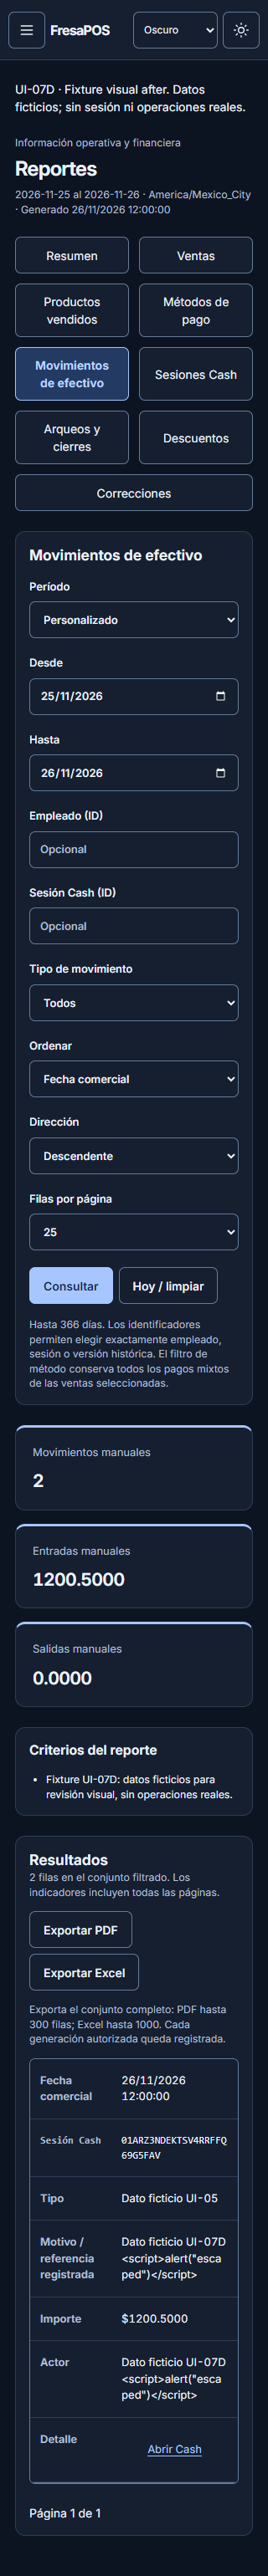 FresaPOS
Oscuro
UI-07D · Fixture visual after. Datos
ficticios; sin sesión ni operaciones reales.
Información operativa y financiera
Reportes
2026-11-25 al 2026-11-26 · America/Mexico_City
· Generado 26/11/2026 12:00:00
Resumen
Ventas
Productos
vendidos
Métodos de
pago
Movimientos
de efectivo
Sesiones Cash
Arqueos y
cierres
Descuentos
Correcciones
Movimientos de efectivo
Período
Personalizado
Desde
25/11/2026
Hasta
26/11/2026
Empleado (ID)
Opcional
Sesión Cash (ID)
Opcional
Tipo de movimiento
Todos
Ordenar
Fecha comercial
Dirección
Descendente
Filas por página
25
Consultar
Hoy / limpiar
Hasta 366 días. Los identificadores
permiten elegir exactamente empleado,
sesión o versión histórica. El filtro de
método conserva todos los pagos mixtos
de las ventas seleccionadas.
Movimientos manuales
2
Entradas manuales
1200.5000
Salidas manuales
0.0000
Criterios del reporte
• Fixture UI-07D: datos ficticios para
revisión visual, sin operaciones reales.
Resultados
2 filas en el conjunto filtrado. Los
indicadores incluyen todas las páginas.
Exportar PDF
Exportar Excel
Exporta el conjunto completo: PDF hasta
300 filas; Excel hasta 1000. Cada
generación autorizada queda registrada.
Fecha
comercial
26/11/2026
12:00:00
Sesión Cash
01ARZ3NDEKTSV4RRFFQ
69G5FAV
Tipo
Dato ficticio UI-05
Motivo /
referencia
registrada
Dato ficticio UI-07D
<script>alert("esca
ped")</script>
Importe
$1200.5000
Actor
Dato ficticio UI-07D
<script>alert("esca
ped")</script>
Detalle
Abrir Cash
Página 1 de 1